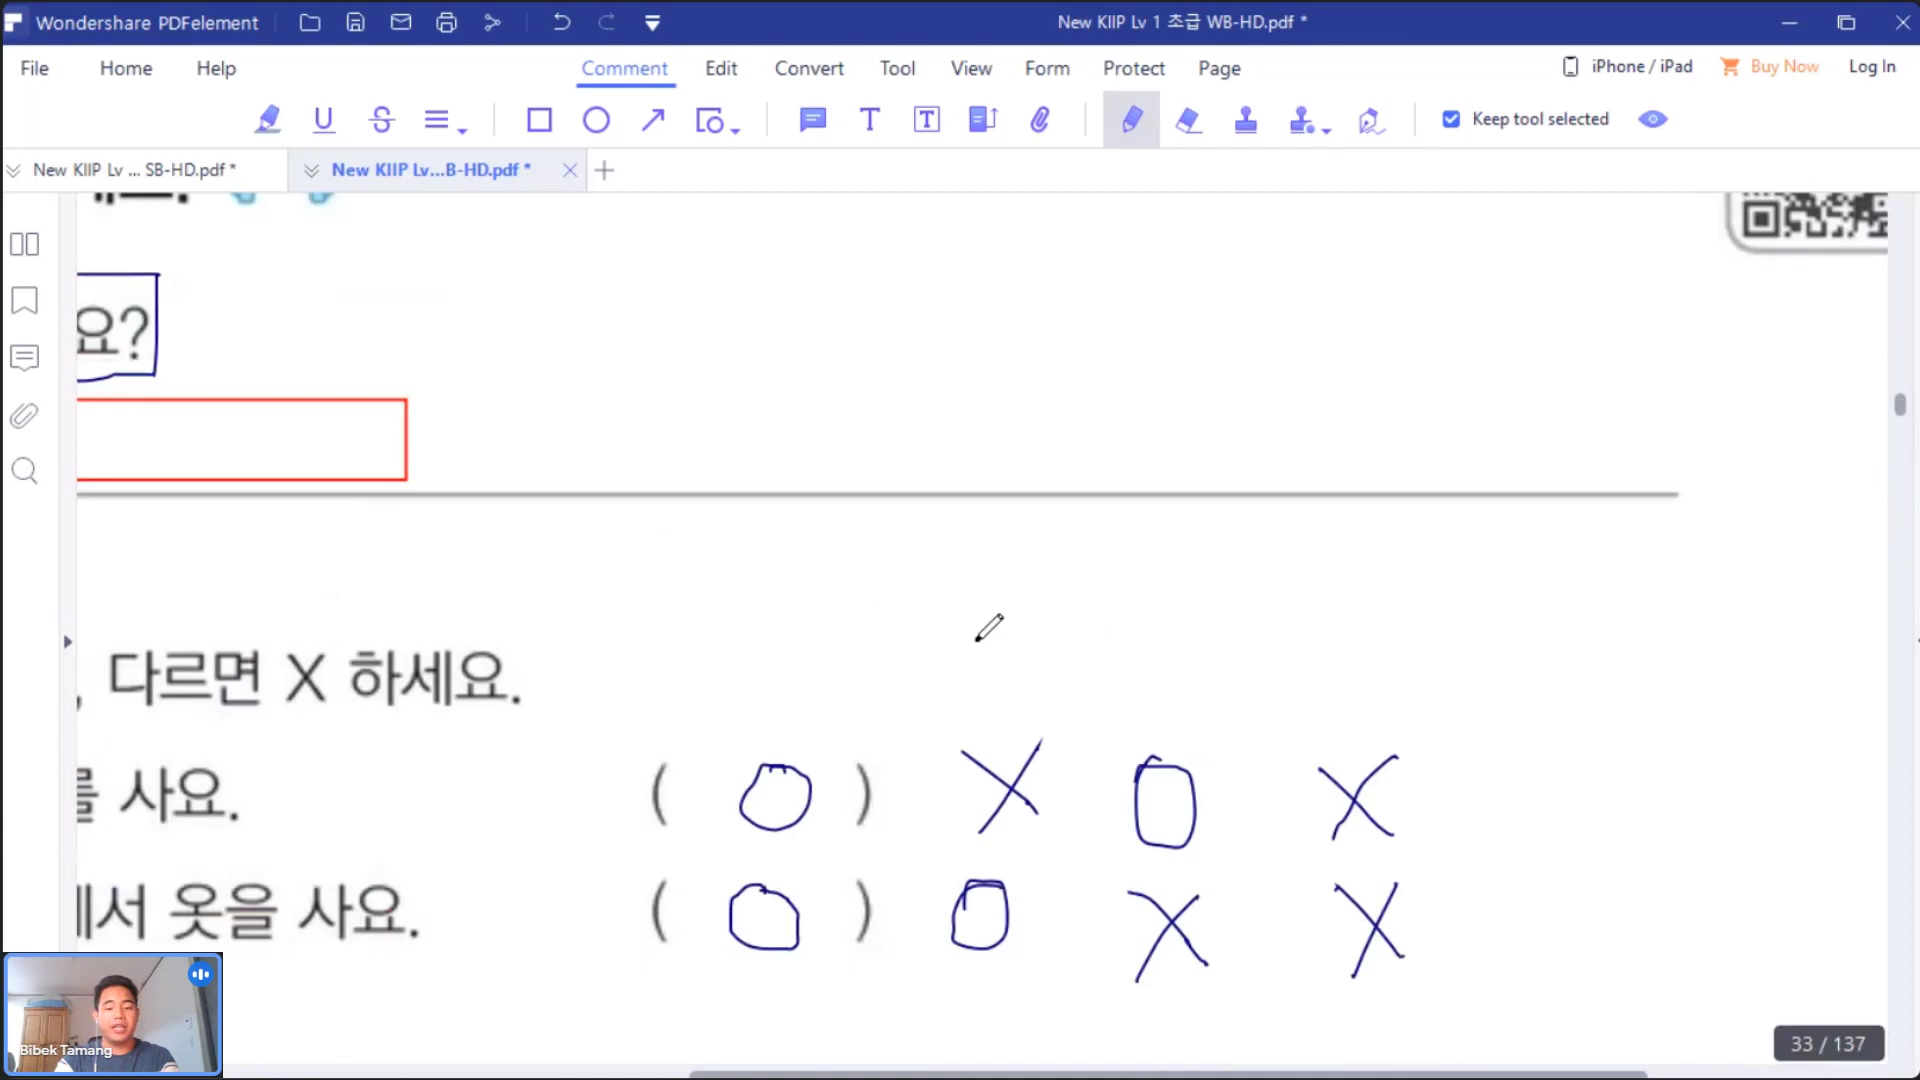 Wondershare PDFelement
New KIIP Lv 1 초급 WB-HD.pdf *
File Home Help Comment Edit Convert Tool View Form Protect Page iPhone / iPad Buy Now Log In
Keep tool selected
New KIIP Lv ... SB-HD.pdf *
New KIIP Lv...B-HD.pdf *
요?
, 다르면 X 하세요.
를 사요. ( O ) X O X
에서 옷을 사요. ( O ) O X X
Bibek Tamang
33 / 137